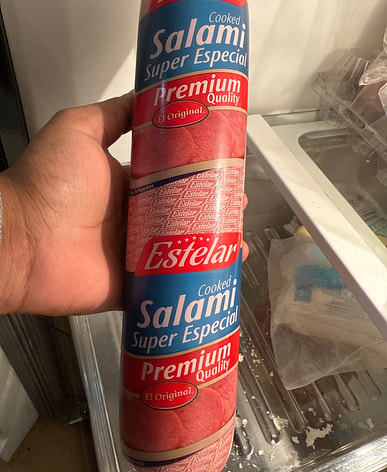 Cooked
Salami
Super Especial
Premium
Quality
El Original
Estelar
Cooked
Salami
Super Especial
Premium
Quality
El Original